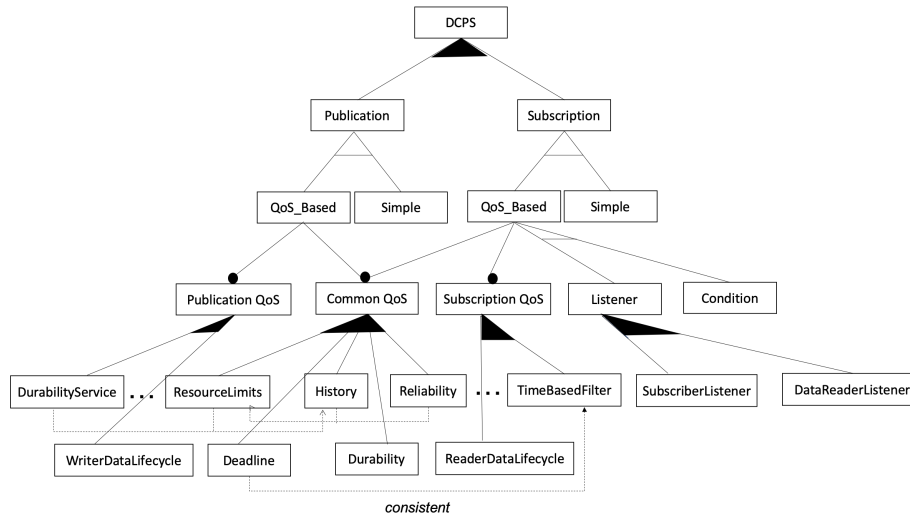 DCPS
Publication
Subscription
QoS_Based
Simple
QoS_Based
Simple
Publication QoS
Common QoS
Subscription QoS
Listener
Condition
DurabilityService
...
ResourceLimits
History
Reliability
...
TimeBasedFilter
SubscriberListener
DataReaderListener
WriterDataLifecycle
Deadline
Durability
ReaderDataLifecycle
consistent